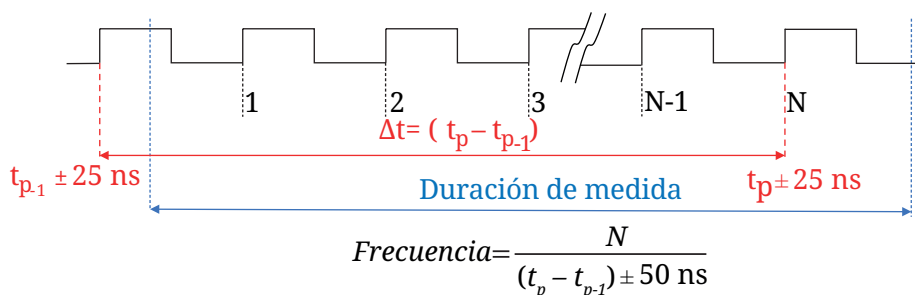 1 2 3 N-1 N
Δt= ( tp – tp-1)
tp-1 ± 25 ns tp ± 25 ns
Duración de medida
Frecuencia= N / (tp – tp-1) ± 50 ns